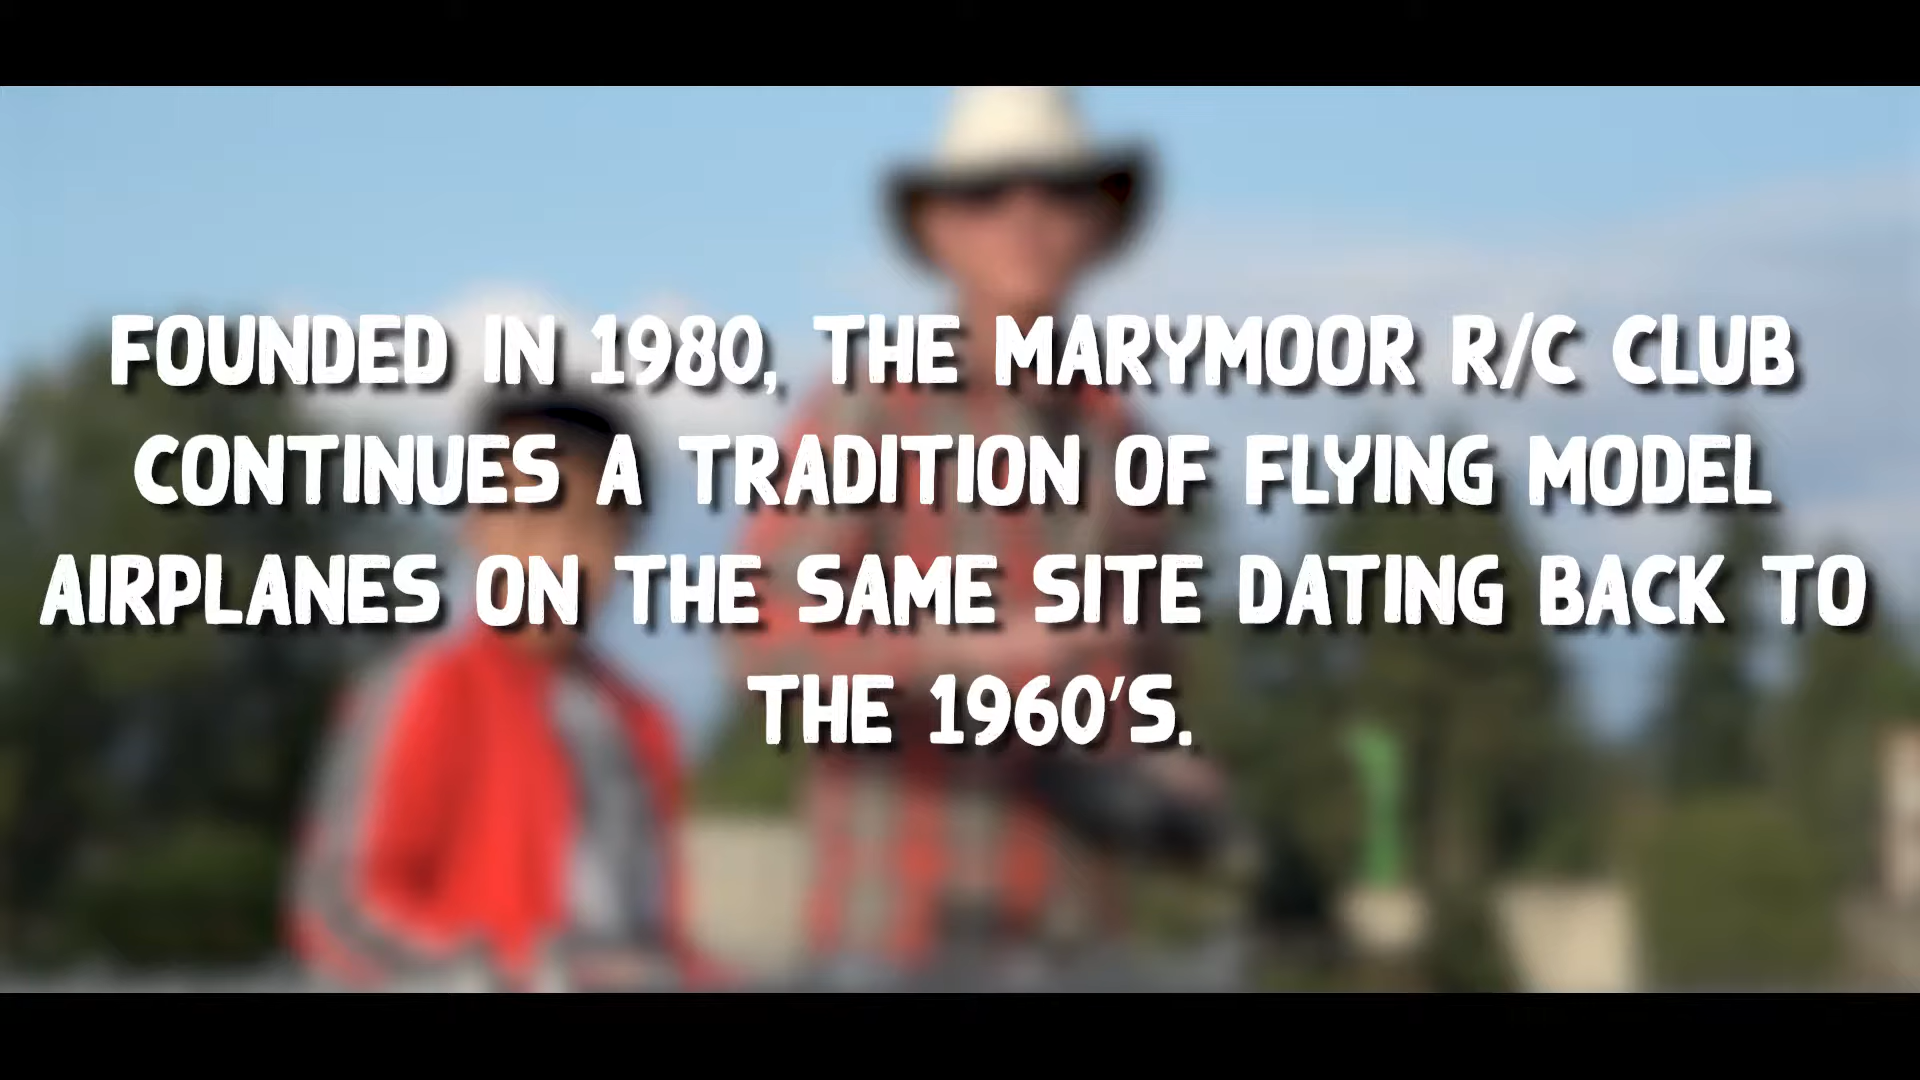 FOUNDED IN 1980, THE MARYMOOR R/C CLUB
CONTINUES A TRADITION OF FLYING MODEL
AIRPLANES ON THE SAME SITE DATING BACK TO
THE 1960'S.